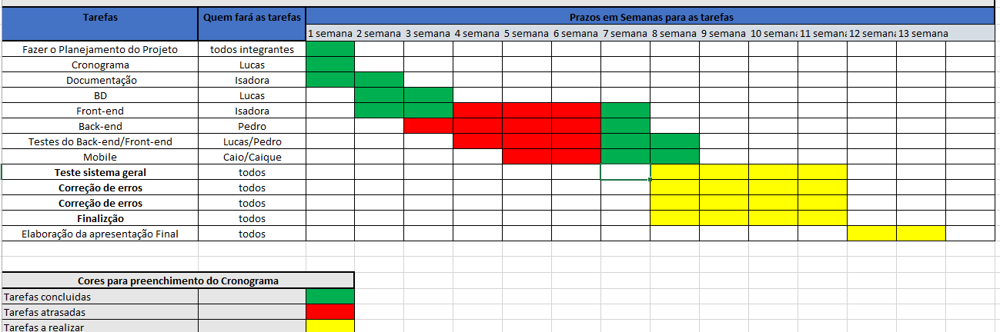 Tarefas Quem fará as tarefas Prazos em Semanas para as tarefas
1 semana 2 semana 3 semana 4 semana 5 semana 6 semana 7 semana 8 semana 9 semana 10 semana 11 semana 12 semana 13 semana
Fazer o Planejamento do Projeto todos integrantes
Cronograma Lucas
Documentação Isadora
BD Lucas
Front-end Isadora
Back-end Pedro
Testes do Back-end/Front-end Lucas/Pedro
Mobile Caio/Caique
Teste sistema geral todos
Correção de erros todos
Correção de erros todos
Finalizção todos
Elaboração da apresentação Final todos
Cores para preenchimento do Cronograma
Tarefas concluidas
Tarefas atrasadas
Tarefas a realizar